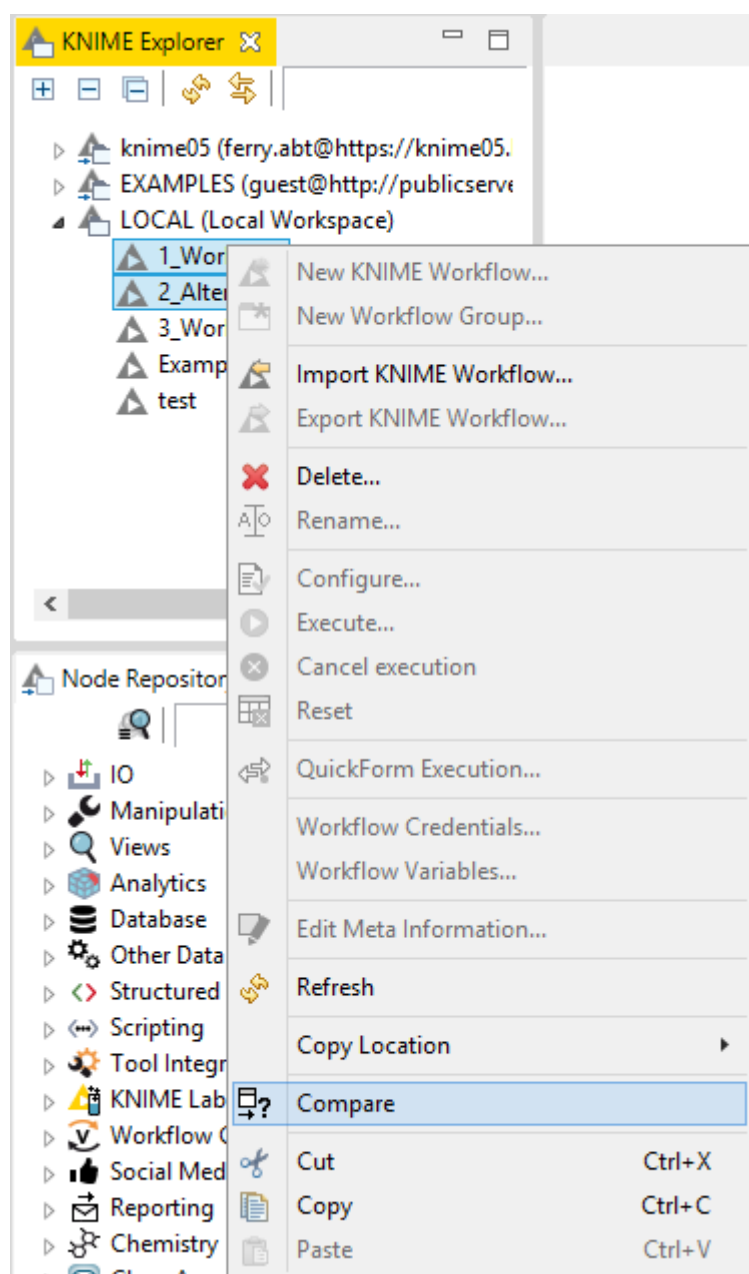 KNIME Explorer
knime05 (ferry.abt@https://knime05.
EXAMPLES (guest@http://publicserve
LOCAL (Local Workspace)
1_Wor
2_Alter
3_Wor
Examp
test
New KNIME Workflow...
New Workflow Group...
Import KNIME Workflow...
Export KNIME Workflow...
Delete...
Rename...
Configure...
Execute...
Cancel execution
Reset
QuickForm Execution...
Workflow Credentials...
Workflow Variables...
Edit Meta Information...
Refresh
Copy Location
Compare
Cut Ctrl+X
Copy Ctrl+C
Paste Ctrl+V
Node Repository
IO
Manipulati
Views
Analytics
Database
Other Data
Structured
Scripting
Tool Integr
KNIME Lab
Workflow
Social Med
Reporting
Chemistry